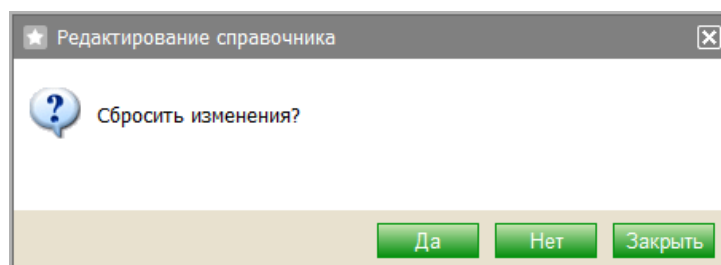 Редактирование справочника
Сбросить изменения?
Да Нет Закрыть